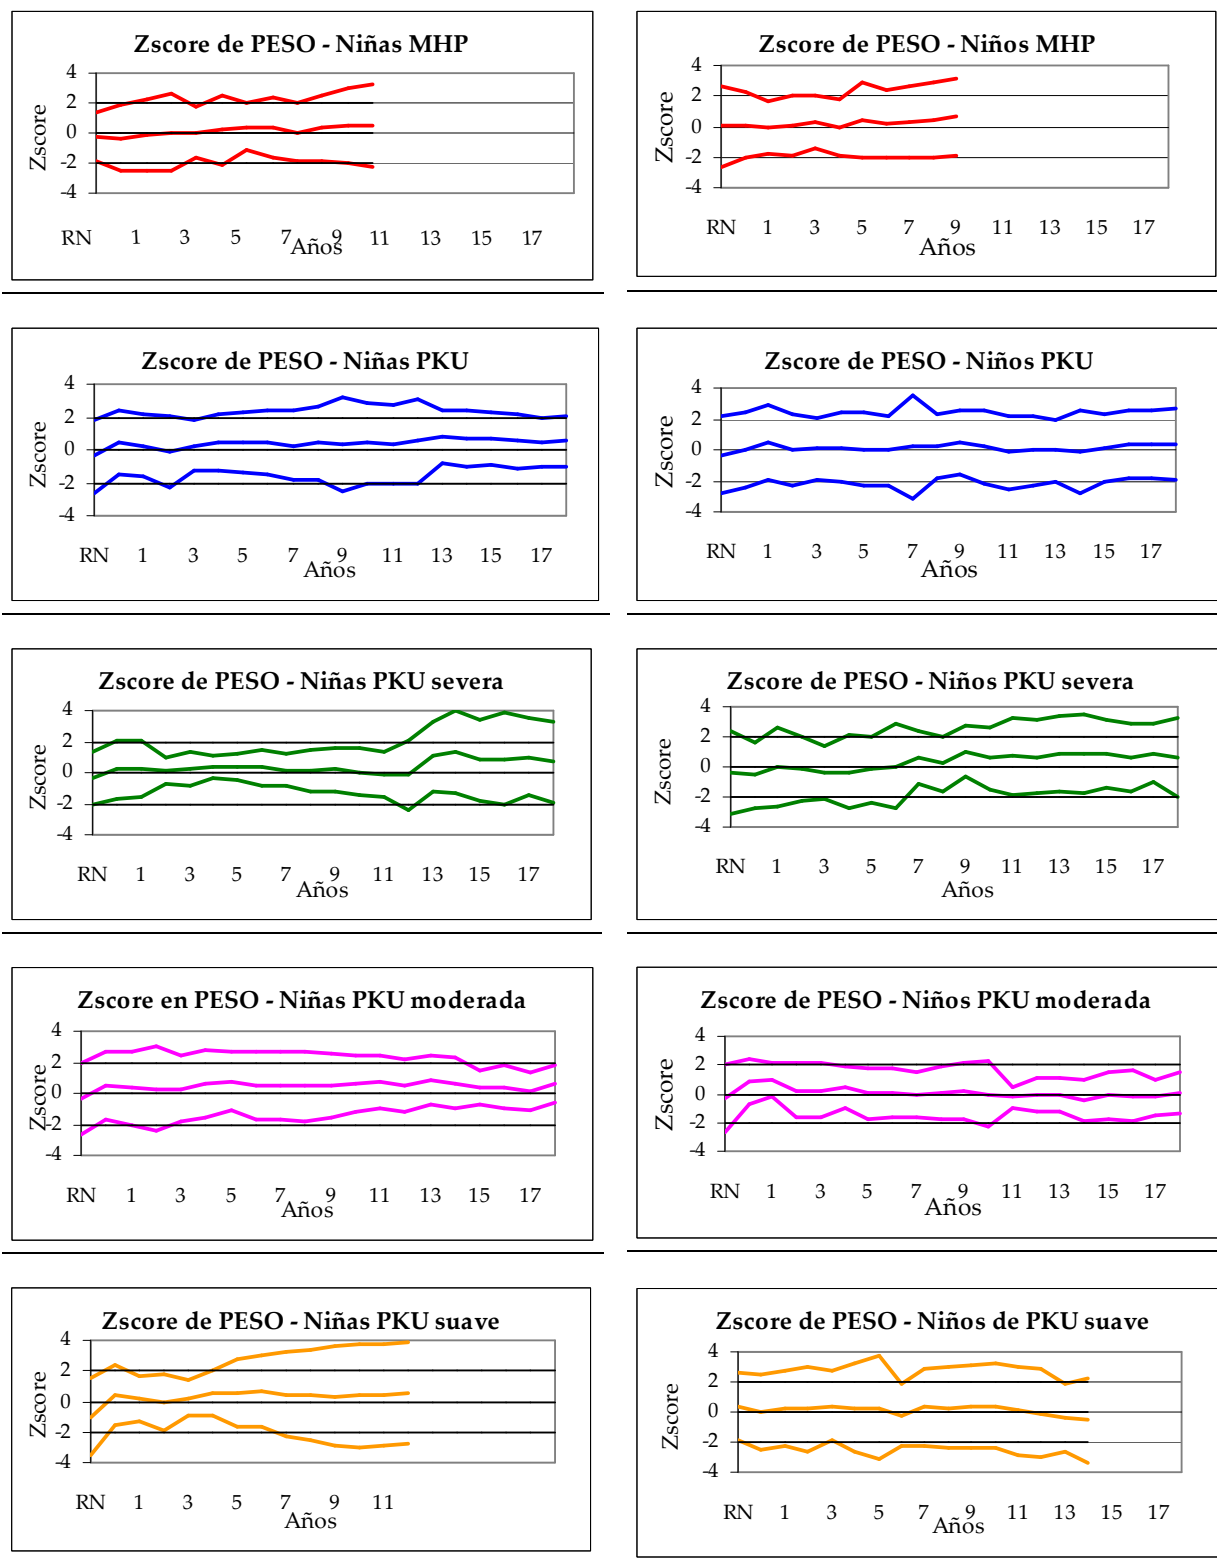 Zscore de PESO - Niñas MHP
4
2
0
-2
-4
Zscore
RN 1 3 5 7 9 11 13 15 17
Años
Zscore de PESO - Niños MHP
4
2
0
-2
-4
Zscore
RN 1 3 5 7 9 11 13 15 17
Años
Zscore de PESO - Niñas PKU
4
2
0
-2
-4
Zscore
RN 1 3 5 7 9 11 13 15 17
Años
Zscore de PESO - Niños PKU
4
2
0
-2
-4
Zscore
RN 1 3 5 7 9 11 13 15 17
Años
Zscore de PESO - Niñas PKU severa
4
2
0
-2
-4
Zscore
RN 1 3 5 7 9 11 13 15 17
Años
Zscore de PESO - Niños PKU severa
4
2
0
-2
-4
Zscore
RN 1 3 5 7 9 11 13 15 17
Años
Zscore en PESO - Niñas PKU moderada
4
2
0
-2
-4
Zscore
RN 1 3 5 7 9 11 13 15 17
Años
Zscore de PESO - Niños PKU moderada
4
2
0
-2
-4
Zscore
RN 1 3 5 7 9 11 13 15 17
Años
Zscore de PESO - Niñas PKU suave
4
2
0
-2
-4
Zscore
RN 1 3 5 7 9 11
Años
Zscore de PESO - Niños de PKU suave
4
2
0
-2
-4
Zscore
RN 1 3 5 7 9 11 13 15 17
Años